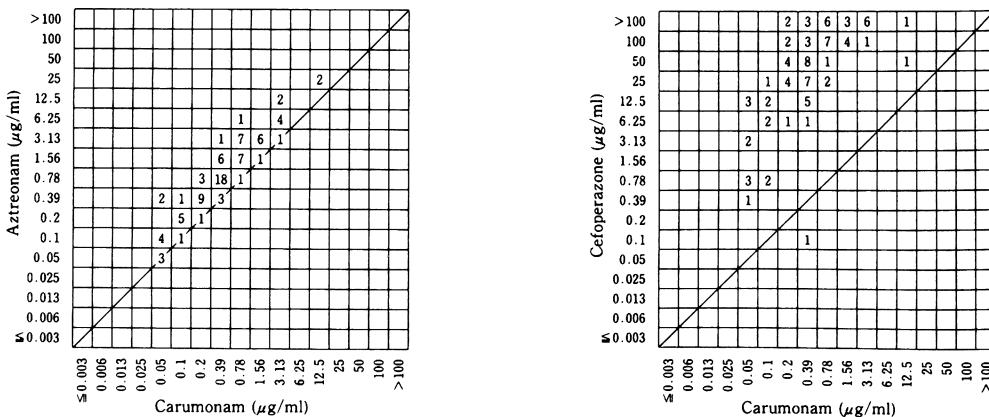 Aztreonam (μg/ml)
>100
100
50
25 2
12.5 2
6.25 1 4
3.13 1 7 6 1
1.56 6 7 1
0.78 3 18 1
0.39 2 1 9 3
0.2 5 1
0.1 4 1
0.05 3
0.025
0.013
0.006
≦0.003
≦0.003 0.006 0.013 0.025 0.05 0.1 0.2 0.39 0.78 1.56 3.13 6.25 12.5 25 50 100 >100
Carumonam (μg/ml)
Cefoperazone (μg/ml)
>100 2 3 6 3 6 1
100 2 3 7 4 1
50 4 8 1 1
25 1 4 7 2
12.5 3 2 5
6.25 2 1 1
3.13 2
1.56
0.78 3 2
0.39 1
0.2
0.1 1
0.05
0.025
0.013
0.006
≦0.003
≦0.003 0.006 0.013 0.025 0.05 0.1 0.2 0.39 0.78 1.56 3.13 6.25 12.5 25 50 100 >100
Carumonam (μg/ml)